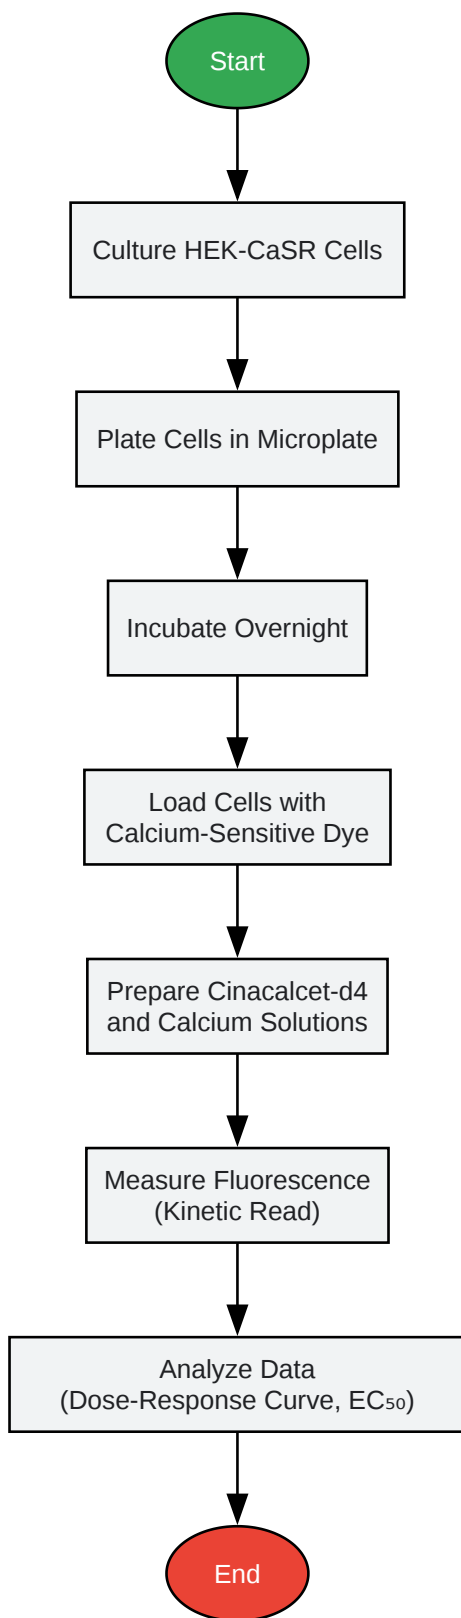 Start
Culture HEK-CaSR Cells
Plate Cells in Microplate
Incubate Overnight
Load Cells with
Calcium-Sensitive Dye
Prepare Cinacalcet-d4
and Calcium Solutions
Measure Fluorescence
(Kinetic Read)
Analyze Data
(Dose-Response Curve, EC₅₀)
End